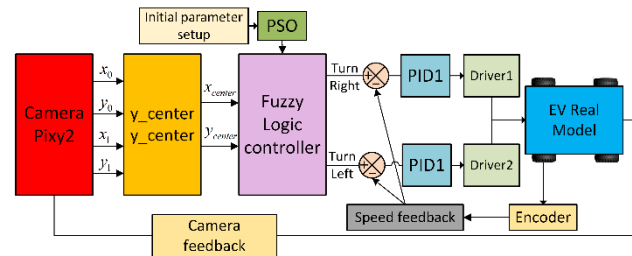 Initial parameter
setup
PSO
Camera
Pixy2
x0
y0
x1
y1
y_center
y_center
xcenter
ycenter
Fuzzy
Logic
controller
Turn
Right
Turn
Left
PID1
PID1
Driver1
Driver2
EV Real
Model
Speed feedback
Encoder
Camera
feedback